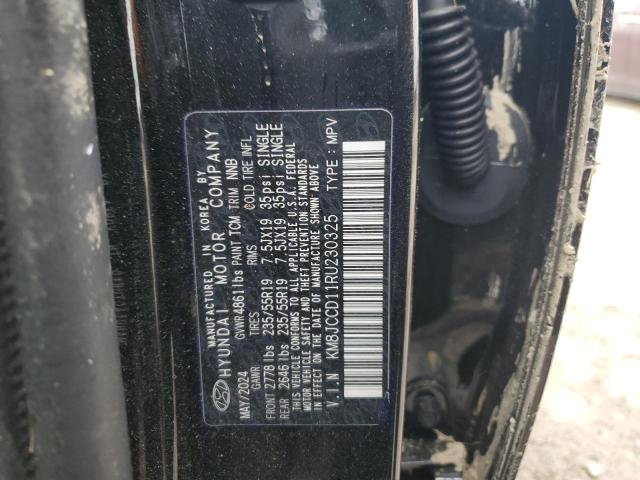 MANUFACTURED IN KOREA BY
HYUNDAI MOTOR COMPANY
MAY/2024 GVWR 4861lbs PAINT TCM TRIM NNB
GAWR TIRES RIMS COLD TIRE INFL
FRONT 2778 lbs 235/55R19 7.5JX19 35psi SINGLE
REAR 2646 lbs 235/55R19 7.5JX19 35psi SINGLE
THIS VEHICLE CONFORMS TO ALL APPLICABLE U.S.A. FEDERAL
MOTOR VEHICLE SAFETY AND THEFT PREVENTION STANDARDS
IN EFFECT ON THE DATE OF MANUFACTURE SHOWN ABOVE
V.I.N KM8JCCD11RU230325 TYPE : MPV